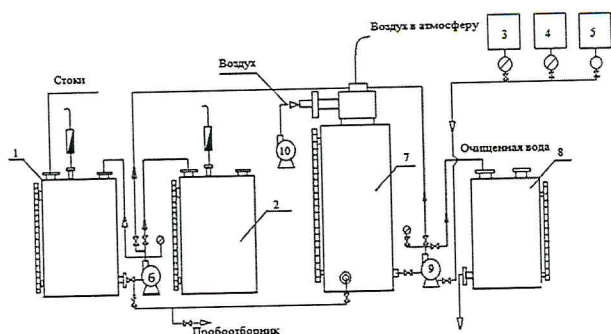 Воздух в атмосферу
3 4 5
Стоки
Воздух
1
10
Очищенная вода
7
8
2
6
9
Пробоотборник